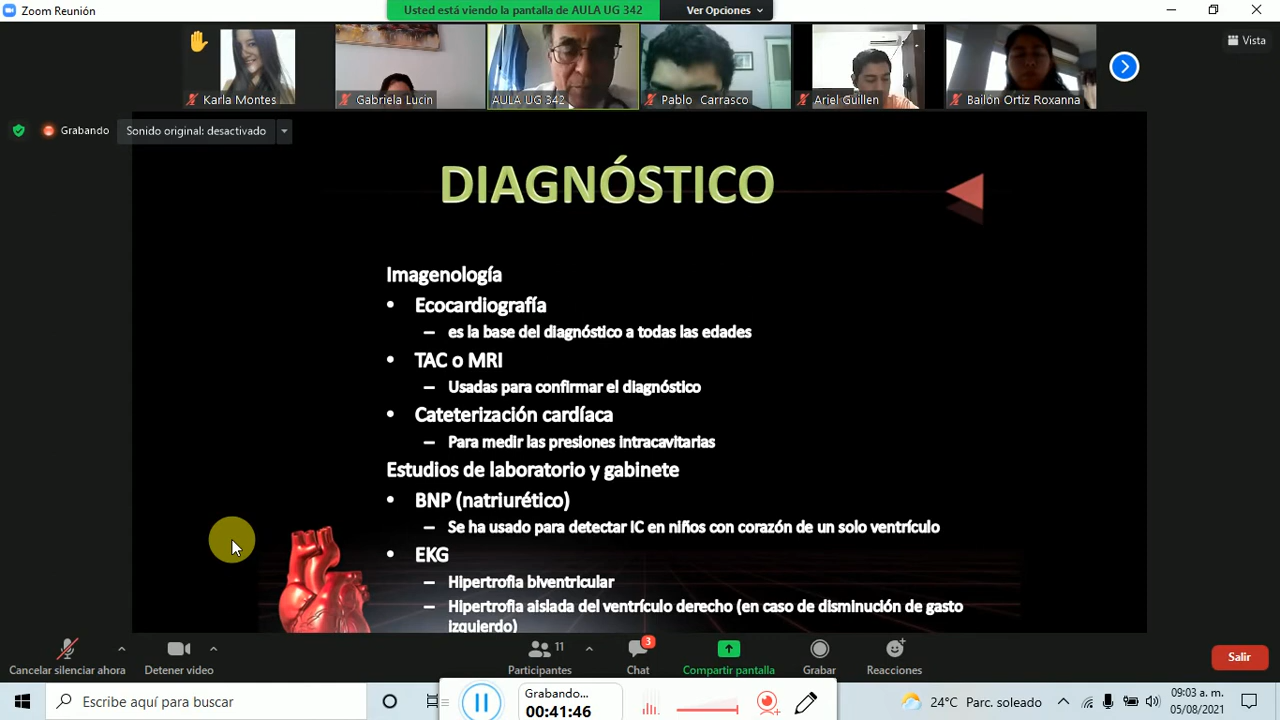 Zoom Reunión
Usted está viendo la pantalla de AULA UG 342
Ver Opciones
Vista
Karla Montes
Gabriela Lucin
AULA UG 342
Pablo Carrasco
Ariel Guillen
Bailón Ortiz Roxanna
Grabando
Sonido original: desactivado
DIAGNÓSTICO
Imagenología
• Ecocardiografía
– es la base del diagnóstico a todas las edades
• TAC o MRI
– Usadas para confirmar el diagnóstico
• Cateterización cardíaca
– Para medir las presiones intracavitarias
Estudios de laboratorio y gabinete
• BNP (natriurético)
– Se ha usado para detectar IC en niños con corazón de un solo ventrículo
• EKG
– Hipertrofia biventricular
– Hipertrofia aislada del ventrículo derecho (en caso de disminución de gasto
izquierdo)
Cancelar silenciar ahora
Detener video
11
Participantes
3
Chat
Compartir pantalla
Grabar
Reacciones
Salir
Escribe aquí para buscar
Grabando...
00:41:46
24°C Parc. soleado
09:03 a. m.
05/08/2021